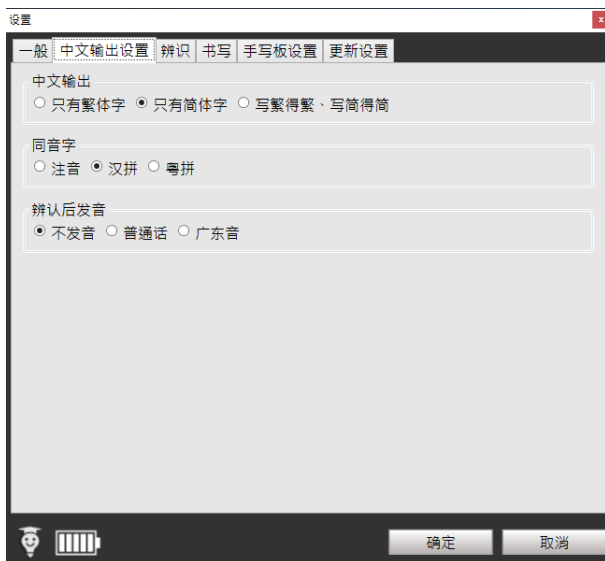 设置
一般 中文输出设置 辨识 书写 手写板设置 更新设置
中文输出
只有繁体字 只有简体字 写繁得繁、写简得简
同音字
注音 汉拼 粤拼
辨认后发音
不发音 普通话 广东音
确定 取消